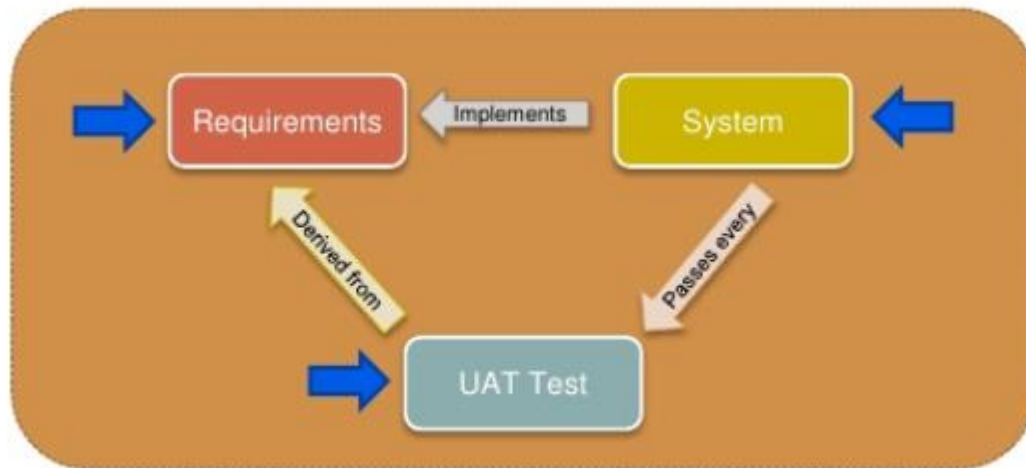 Requirements
Implements
System
Derived from
Passes every
UAT Test